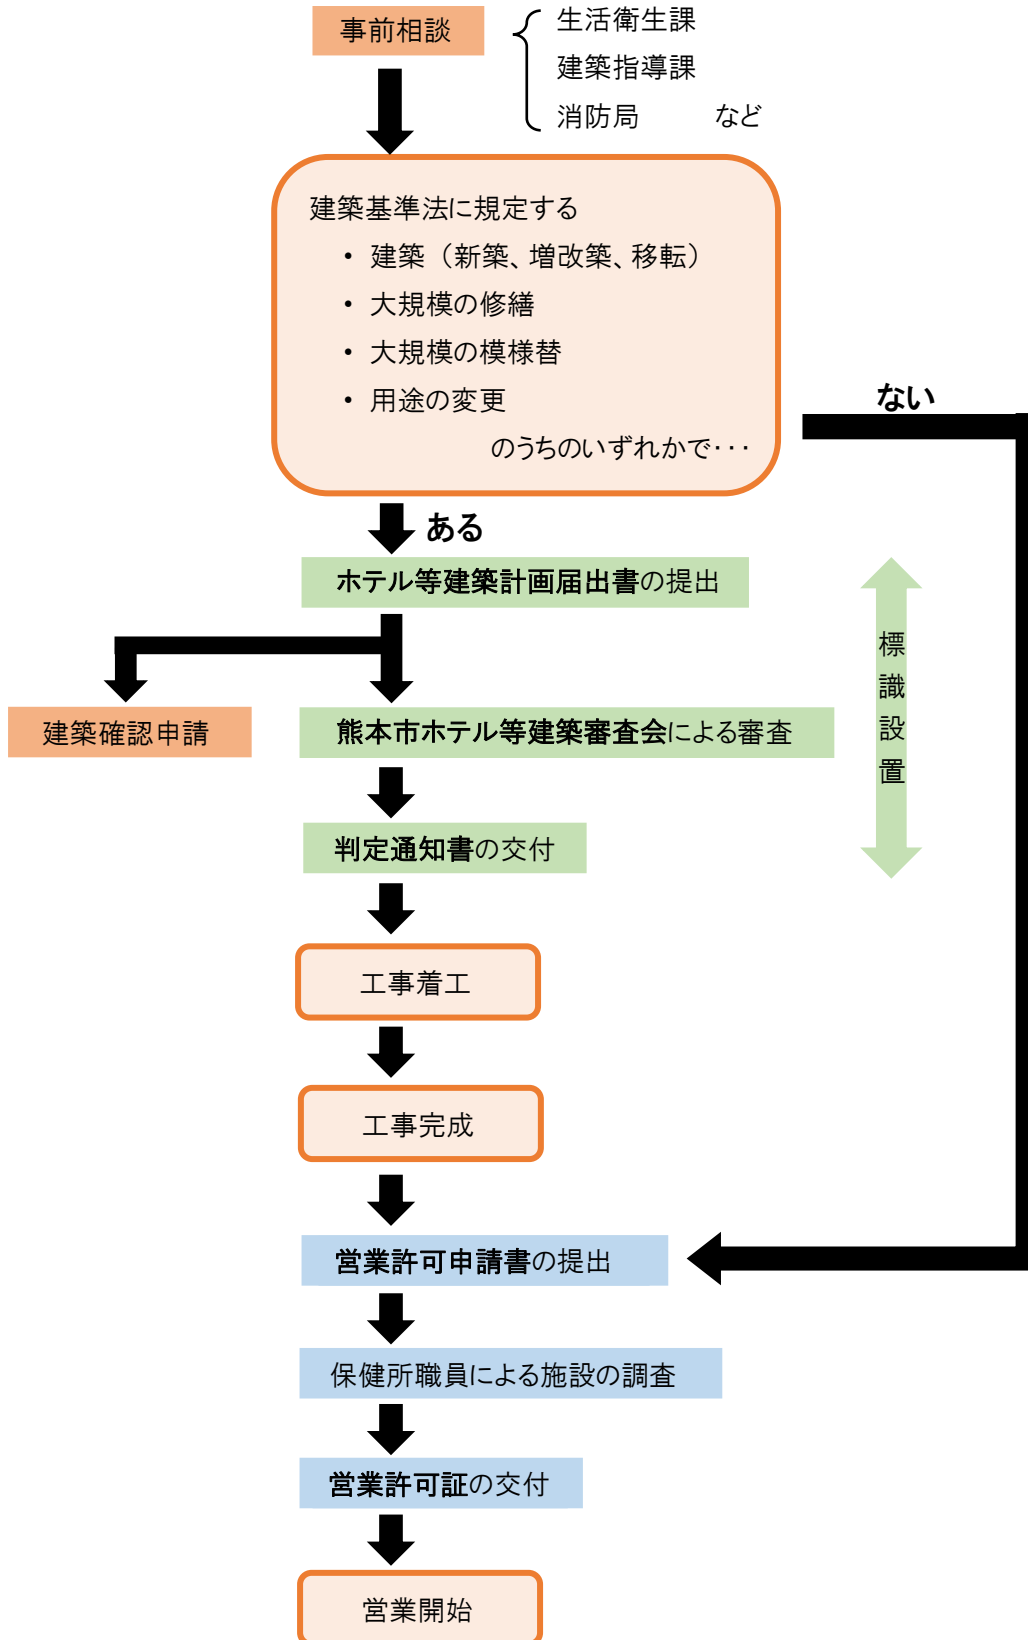 事前相談
生活衛生課
建築指導課
消防局　　など
建築基準法に規定する
・ 建築（新築、増改築、移転）
・ 大規模の修繕
・ 大規模の模様替
・ 用途の変更
のうちのいずれかで･･･
ない
ある
ホテル等建築計画届出書の提出
標識設置
建築確認申請
熊本市ホテル等建築審査会による審査
判定通知書の交付
工事着工
工事完成
営業許可申請書の提出
保健所職員による施設の調査
営業許可証の交付
営業開始